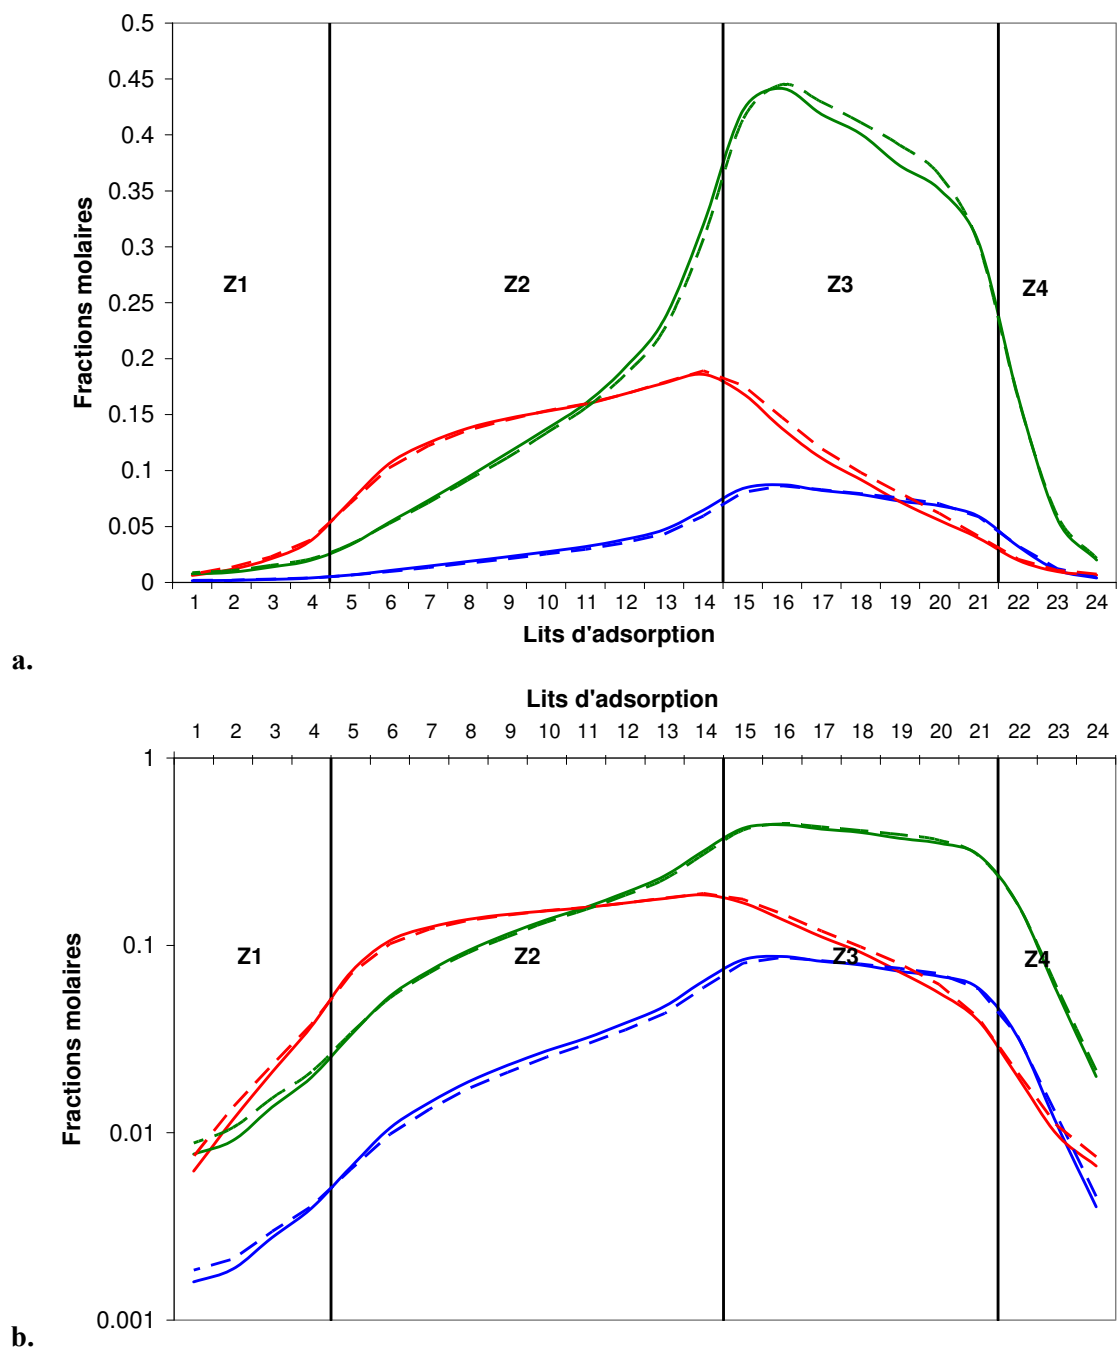 0.5
0.45
0.4
0.35
0.3
0.25
0.2
0.15
0.1
0.05
0
Fractions molaires
Z1 Z2 Z3 Z4
1 2 3 4 5 6 7 8 9 10 11 12 13 14 15 16 17 18 19 20 21 22 23 24
Lits d'adsorption
a.
Lits d'adsorption
1 2 3 4 5 6 7 8 9 10 11 12 13 14 15 16 17 18 19 20 21 22 23 24
1
0.1
0.01
0.001
Fractions molaires
Z1 Z2 Z3 Z4
b.